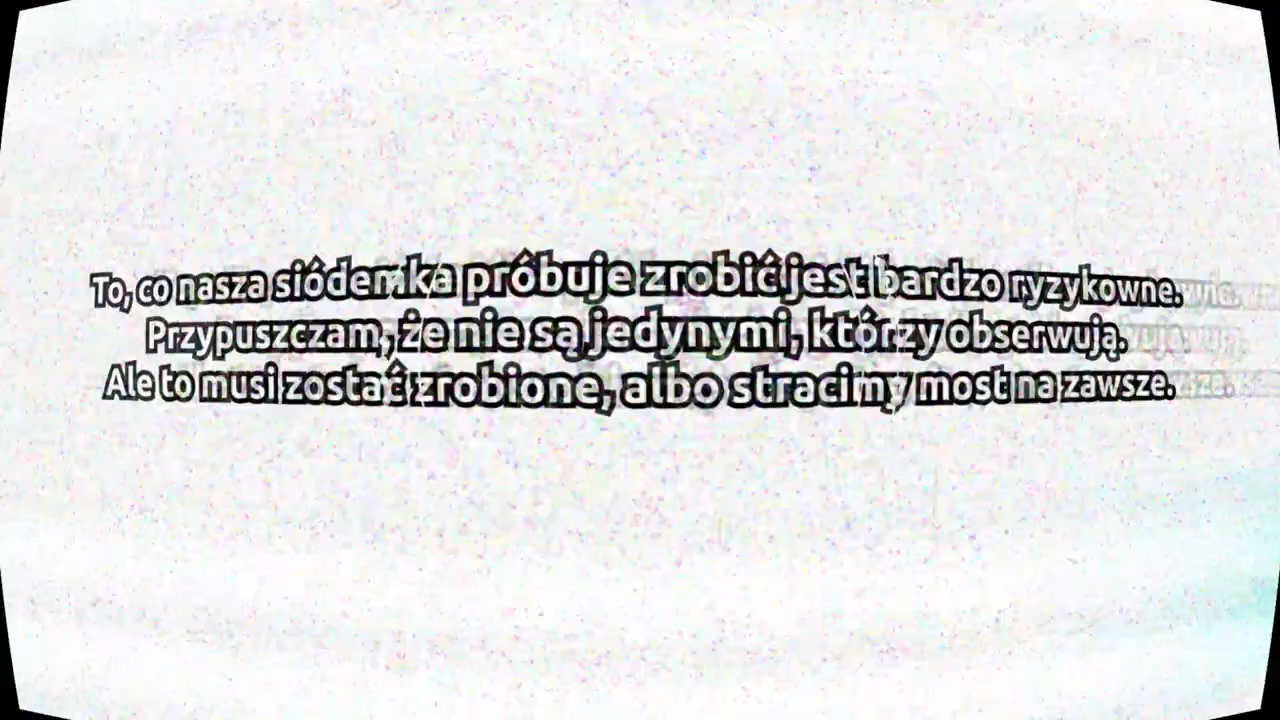 To, co nasza siódemka próbuje zrobić jest bardzo ryzykowne.
Przypuszczam, że nie są jedynymi, którzy obserwują.
Ale to musi zostać zrobione, albo stracimy most na zawsze.